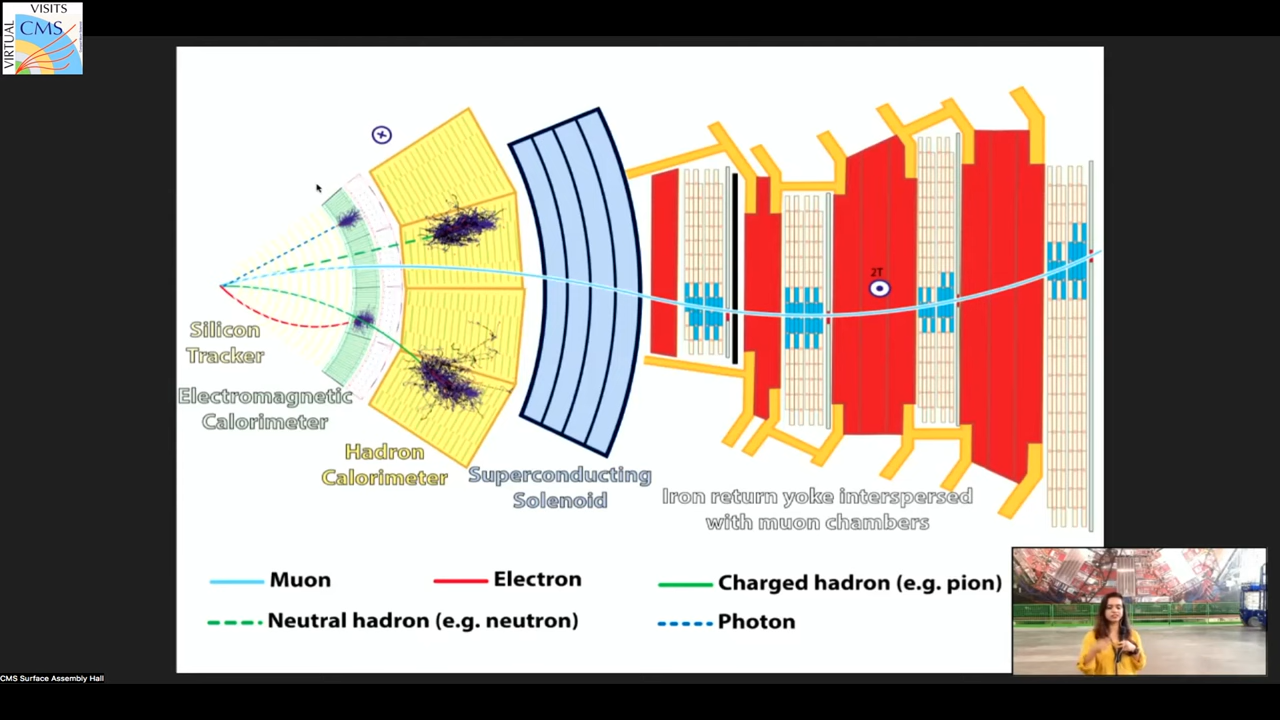 VISITS
CMS
VIRTUAL
2T
Silicon
Tracker
Electromagnetic
Calorimeter
Hadron
Calorimeter
Superconducting
Solenoid
Iron return yoke interspersed
with muon chambers
Muon
Electron
Charged hadron (e.g. pion)
Neutral hadron (e.g. neutron)
Photon
CMS Surface Assembly Hall